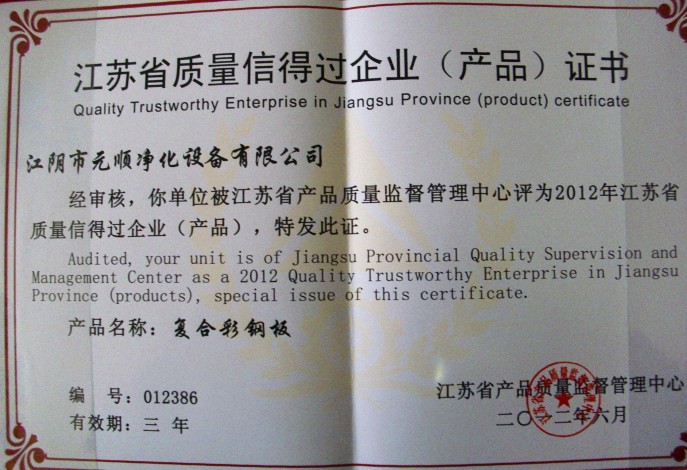 江苏省质量信得过企业（产品）证书
Quality Trustworthy Enterprise in Jiangsu Province (product) certificate
江阴市元顺净化设备有限公司
经审核，你单位被江苏省产品质量监督管理中心评为2012年江苏省
质量信得过企业（产品），特发此证。
Audited, your unit is of Jiangsu Provincial Quality Supervision and
Management Center as a 2012 Quality Trustworthy Enterprise in Jiangsu
Province (products), special issue of this certificate.
产品名称：复合彩钢板
编 号：012386
江苏省产品质量监督管理中心
有效期：三 年
二〇一二年六月